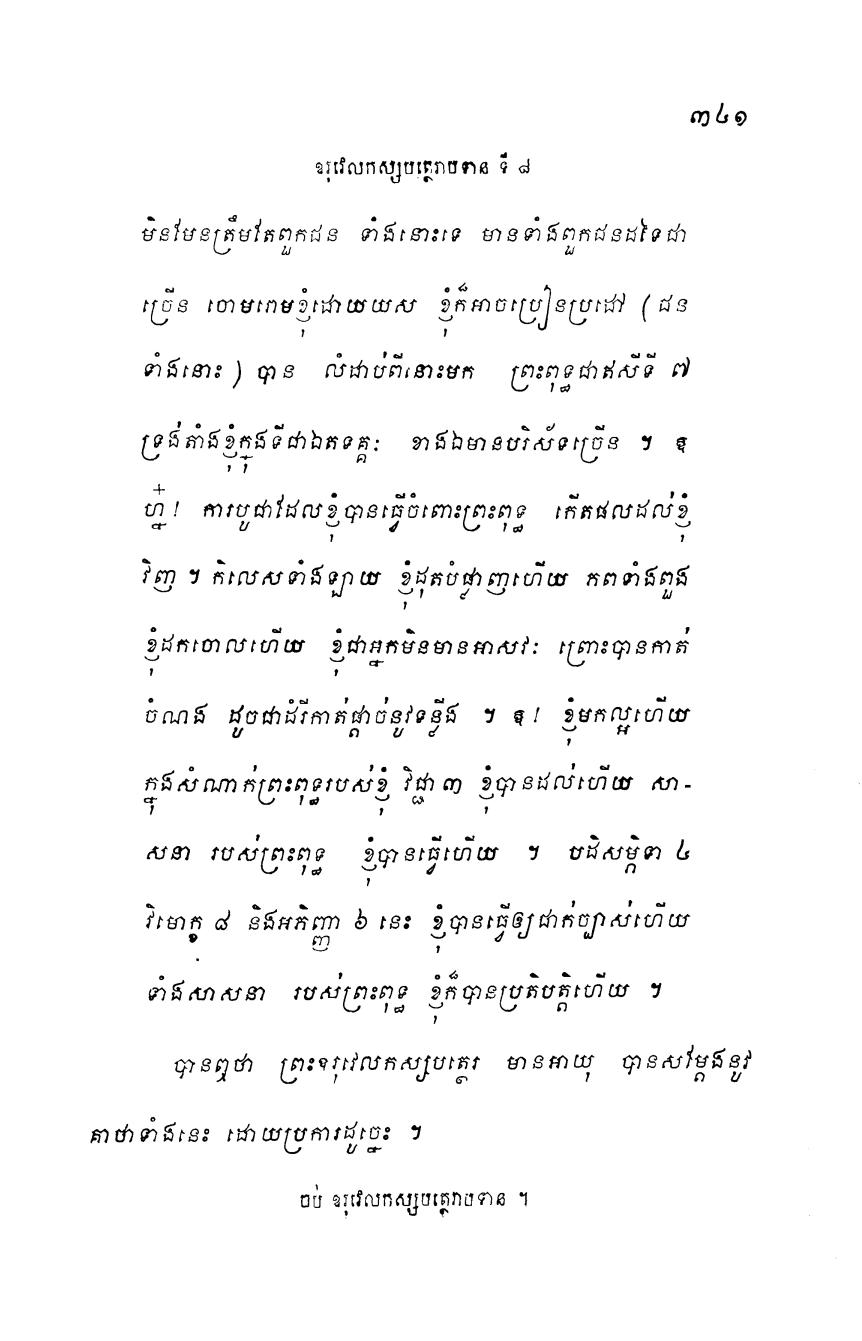 ៣៤១
ឧរុវេលកស្សបត្ថេរាបទាន ទី ៨
មិនមែនត្រឹមតែពួកជន ទាំងនោះទេ មានទាំងពួកជនដទៃជា
ច្រើន ចោមរោមខ្ញុំដោយយស ខ្ញុំក៏អាចប្រៀនប្រដៅ (ជន
ទាំងនោះ) បាន លំដាប់ពីនោះមក ព្រះពុទ្ធជាឥសីទី ៧
ទ្រង់តាំងខ្ញុំក្នុងទីជាឯតទគ្គៈ ខាងឯមានបរិស័ទច្រើន ។ ឱ
ហ្ន៎! ការបូជាដែលខ្ញុំបានធ្វើចំពោះព្រះពុទ្ធ កើតផលដល់ខ្ញុំ
វិញ ។ កិលេសទាំងឡាយ ខ្ញុំដុតបំផ្លាញហើយ ភពទាំងពួង
ខ្ញុំដកចោលហើយ ខ្ញុំជាអ្នកមិនមានអាសវៈ ព្រោះបានកាត់
ចំណង ដូចជាដំរីកាត់ផ្តាច់នូវទន្លីង ។ ឱ! ខ្ញុំមកល្អហើយ
ក្នុងសំណាក់ព្រះពុទ្ធរបស់ខ្ញុំ វិជ្ជា ៣ ខ្ញុំបានដល់ហើយ សា-
សនា របស់ព្រះពុទ្ធ ខ្ញុំបានធ្វើហើយ ។ បដិសម្ភិទា ៤
វិមោក្ខ ៨ និងអភិញ្ញា ៦ នេះ ខ្ញុំបានធ្វើឲ្យជាក់ច្បាស់ហើយ
ទាំងសាសនា របស់ព្រះពុទ្ធ ខ្ញុំក៏បានប្រតិបត្តិហើយ ។
បានឮថា ព្រះឧរុវេលកស្សបត្ថេរ មានអាយុ បានសម្តែងនូវ
គាថាទាំងនេះ ដោយប្រការដូច្នេះ ។
ចប់ ឧរុវេលកស្សបត្ថេរាបទាន ។